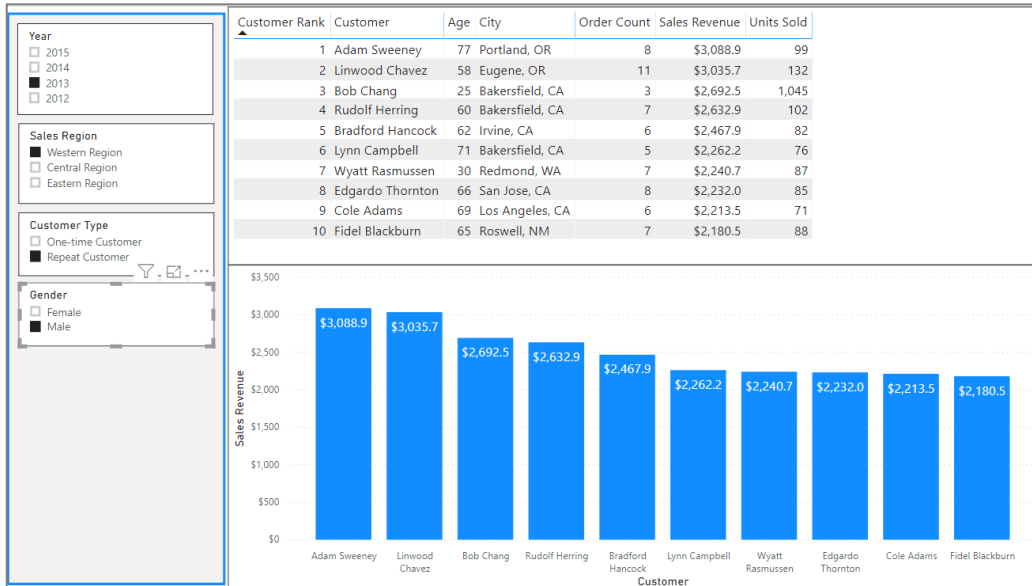 Year
2015
2014
2013
2012
Sales Region
Western Region
Central Region
Eastern Region
Customer Type
One-time Customer
Repeat Customer
Gender
Female
Male
Customer Rank Customer Age City Order Count Sales Revenue Units Sold
1 Adam Sweeney 77 Portland, OR 8 $3,088.9 99
2 Linwood Chavez 58 Eugene, OR 11 $3,035.7 132
3 Bob Chang 25 Bakersfield, CA 3 $2,692.5 1,045
4 Rudolf Herring 60 Bakersfield, CA 7 $2,632.9 102
5 Bradford Hancock 62 Irvine, CA 6 $2,467.9 82
6 Lynn Campbell 71 Bakersfield, CA 5 $2,262.2 76
7 Wyatt Rasmussen 30 Redmond, WA 7 $2,240.7 87
8 Edgardo Thornton 66 San Jose, CA 8 $2,232.0 85
9 Cole Adams 69 Los Angeles, CA 6 $2,213.5 71
10 Fidel Blackburn 65 Roswell, NM 7 $2,180.5 88
Sales Revenue
$3,500
$3,000
$2,500
$2,000
$1,500
$1,000
$500
$0
$3,088.9 $3,035.7 $2,692.5 $2,632.9 $2,467.9 $2,262.2 $2,240.7 $2,232.0 $2,213.5 $2,180.5
Adam Sweeney Linwood Bob Chang Rudolf Herring Bradford Lynn Campbell Wyatt Edgardo Cole Adams Fidel Blackburn
Chavez Hancock Rasmussen Thornton
Customer